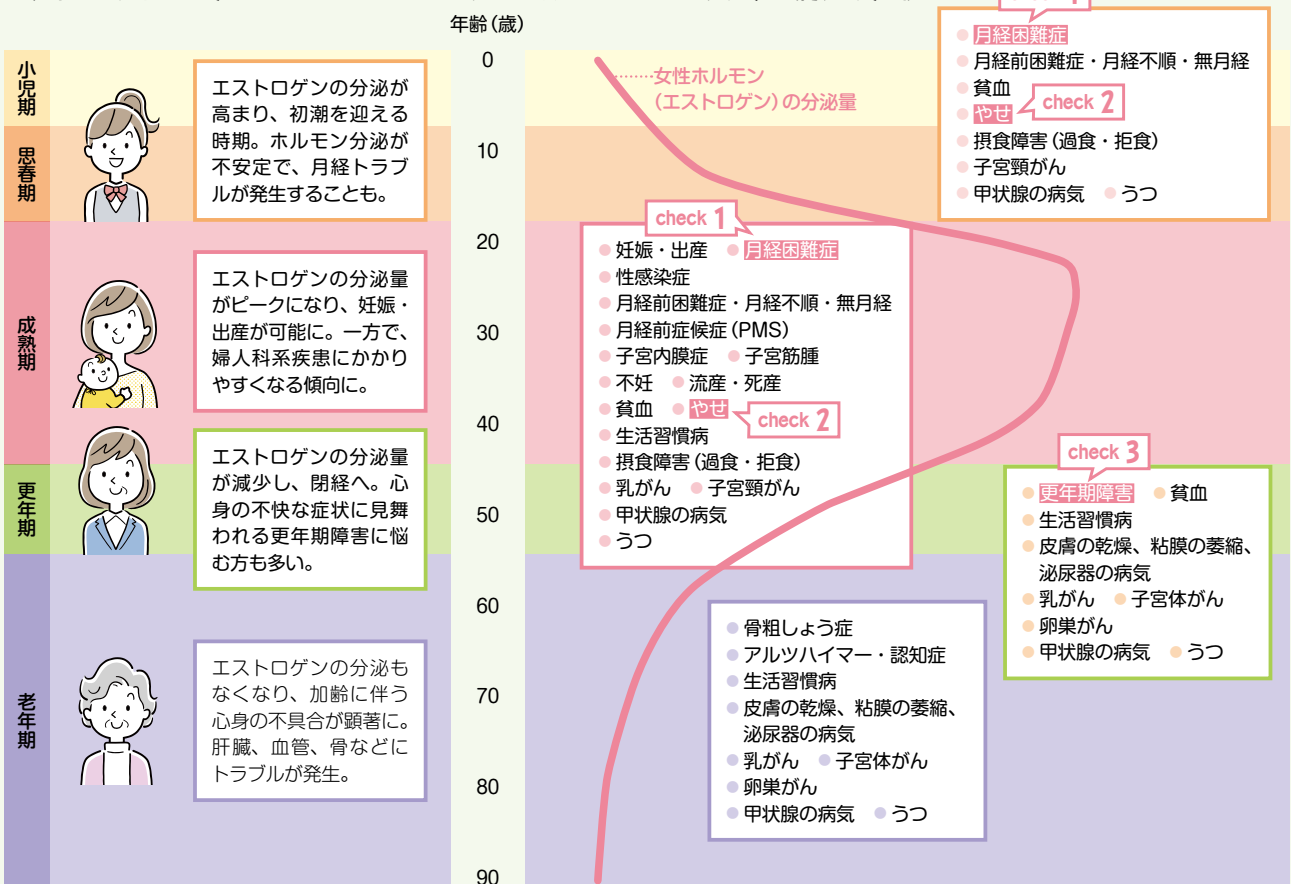 年齢(歳)
0
10
20
30
40
50
60
70
80
90
小児期
思春期
エストロゲンの分泌が
高まり、初潮を迎える
時期。ホルモン分泌が
不安定で、月経トラブ
ルが発生することも。
女性ホルモン
(エストロゲン)の分泌量
月経困難症
月経前困難症・月経不順・無月経
貧血
やせ check 2
摂食障害(過食・拒食)
子宮頸がん
甲状腺の病気 うつ
成熟期
エストロゲンの分泌量
がピークになり、妊娠・
出産が可能に。一方で、
婦人科系疾患にかかり
やすくなる傾向に。
check 1
妊娠・出産 月経困難症
性感染症
月経前困難症・月経不順・無月経
月経前症候症(PMS)
子宮内膜症 子宮筋腫
不妊 流産・死産
貧血 やせ check 2
生活習慣病
摂食障害(過食・拒食)
乳がん 子宮頸がん
甲状腺の病気
うつ
更年期
エストロゲンの分泌量
が減少し、閉経へ。心
身の不快な症状に見舞
われる更年期障害に悩
む方も多い。
check 3
更年期障害 貧血
生活習慣病
皮膚の乾燥、粘膜の萎縮、
泌尿器の病気
乳がん 子宮体がん
卵巣がん
甲状腺の病気 うつ
老年期
エストロゲンの分泌も
なくなり、加齢に伴う
心身の不具合が顕著に。
肝臓、血管、骨などに
トラブルが発生。
骨粗しょう症
アルツハイマー・認知症
生活習慣病
皮膚の乾燥、粘膜の萎縮、
泌尿器の病気
乳がん 子宮体がん
卵巣がん
甲状腺の病気 うつ